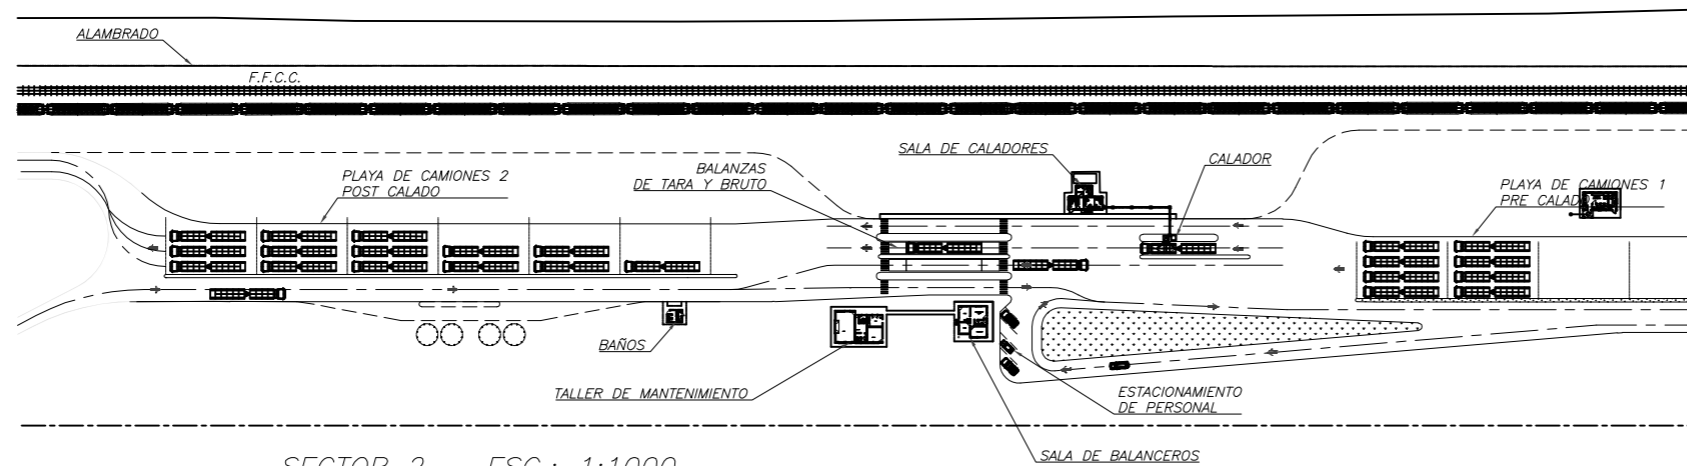 ALAMBRADO
F.F.C.C.
SALA DE CALADORES
CALADOR
BALANZAS
DE TARA Y BRUTO
PLAYA DE CAMIONES 2
POST CALADO
PLAYA DE CAMIONES 1
PRE CALADO
BAÑOS
TALLER DE MANTENIMIENTO
ESTACIONAMIENTO
DE PERSONAL
SALA DE BALANCEROS
SECTOR 2 ESC.: 1:1000